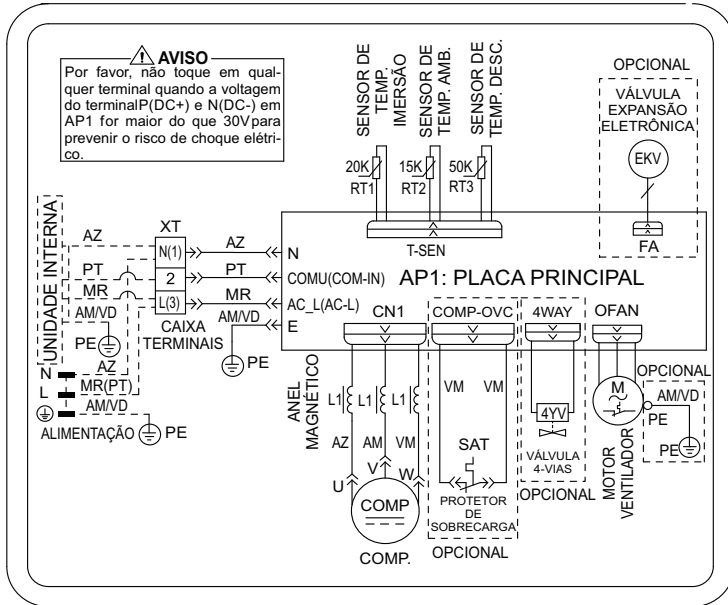 AVISO
Por favor, não toque em qual-
quer terminal quando a voltagem
do terminalP(DC+) e N(DC-) em
AP1 for maior do que 30Vpara
prevenir o risco de choque elétri-
co.
SENSOR DE
TEMP.
IMERSÃO
SENSOR DE
TEMP. AMB.
SENSOR DE
TEMP. DESC.
OPCIONAL
VÁLVULA
EXPANSÃO
ELETRÔNICA
EKV
FA
20K
RT1
15K
RT2
50K
RT3
T-SEN
UNIDADE INTERNA
AZ
PT
MR
AM/VD
PE
XT
N(1)
2
L(3)
CAIXA
TERMINAIS
AZ
PT
MR
AM/VD
PE
N
COMU(COM-IN)
AC_L(AC-L)
E
AP1: PLACA PRINCIPAL
CN1
COMP-OVC
4WAY
OFAN
N
L
AZ
MR(PT)
AM/VD
ALIMENTAÇÃO
PE
ANEL
MAGNÉTICO
L1
L1
L1
AZ
AM
VM
U
V
W
COMP
COMP.
VM
VM
SAT
PROTETOR
DE
SOBRECARGA
OPCIONAL
4YV
VÁLVULA
4-VIAS
OPCIONAL
M
MOTOR
VENTILADOR
OPCIONAL
AM/VD
PE
PE